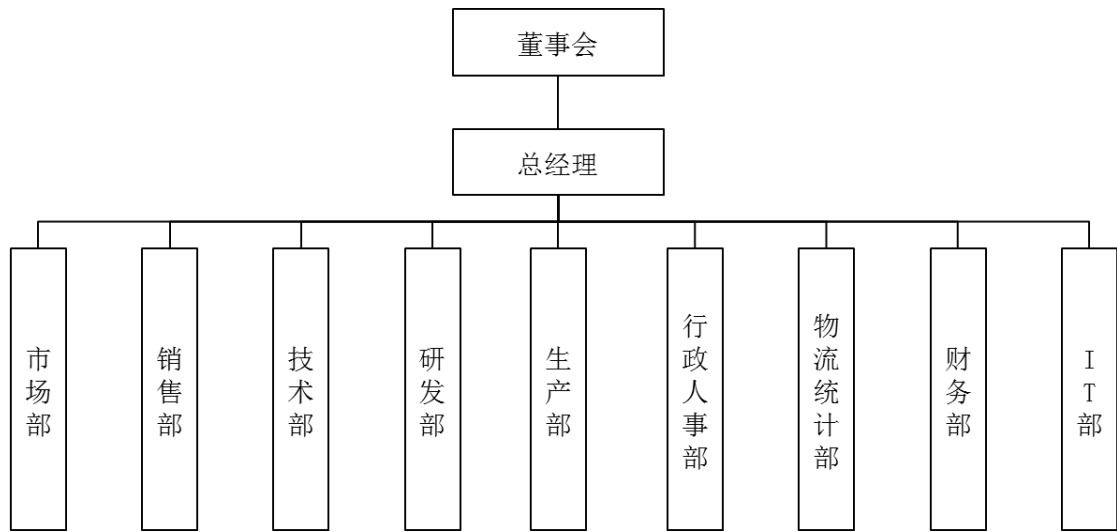 董事会
总经理
市场部
销售部
技术部
研发部
生产部
行政人事部
物流统计部
财务部
IT部